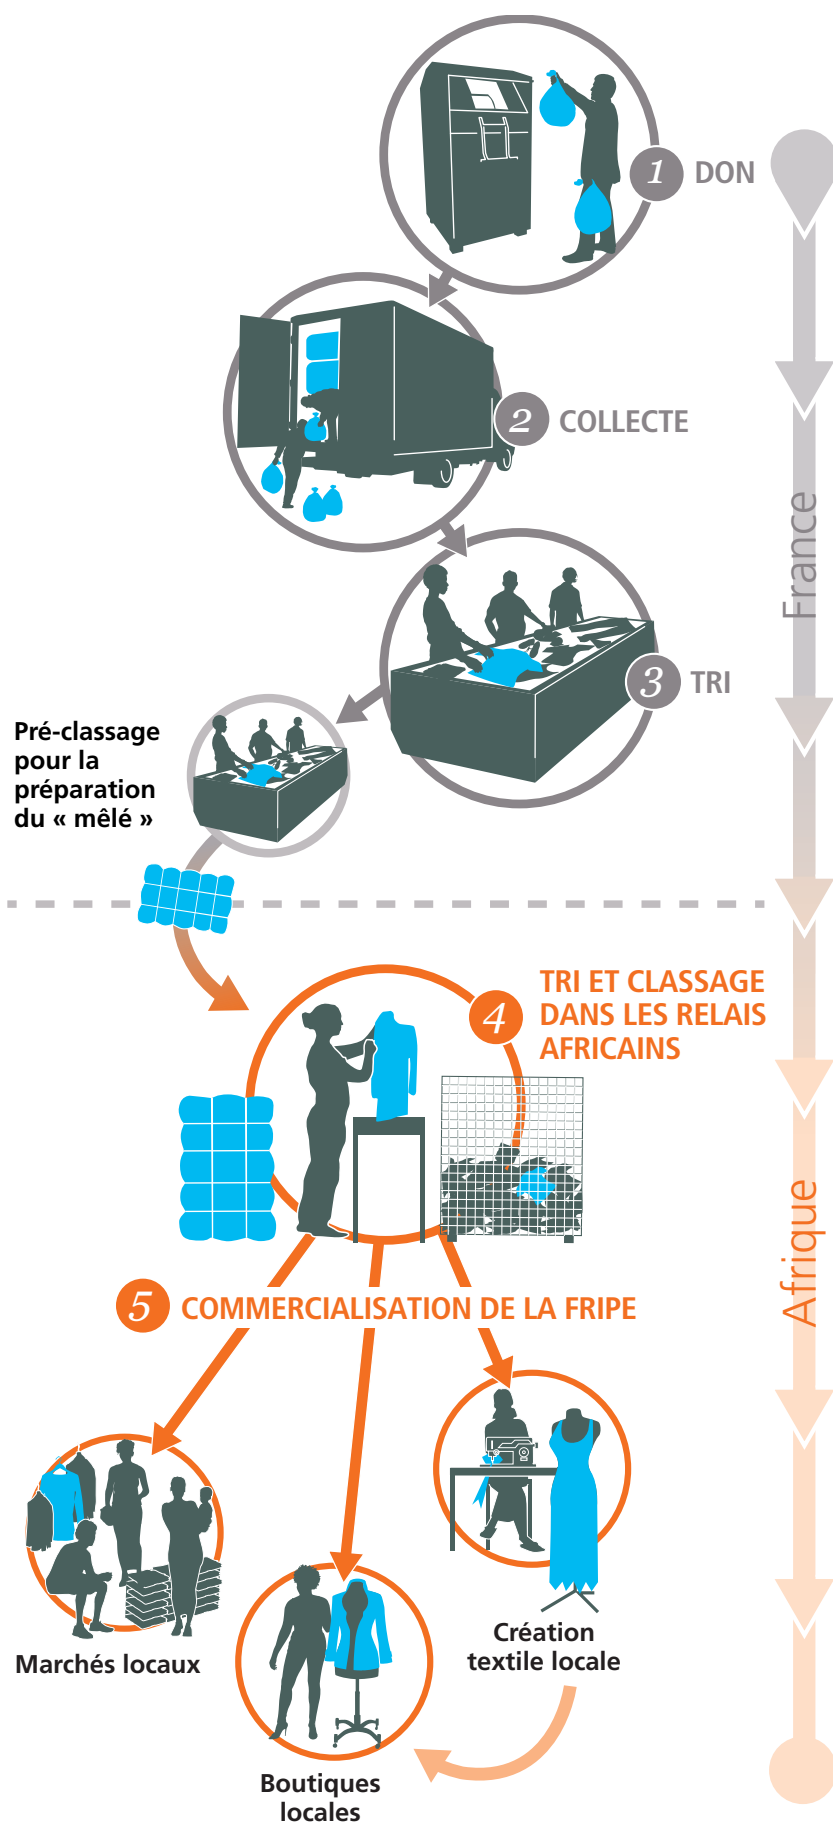 1 DON
2 COLLECTE
France
3 TRI
Pré-classage
pour la
préparation
du « mêlé »
4 TRI ET CLASSAGE
DANS LES RELAIS
AFRICAINS
Afrique
5 COMMERCIALISATION DE LA FRIPE
Marchés locaux
Création
textile locale
Boutiques
locales